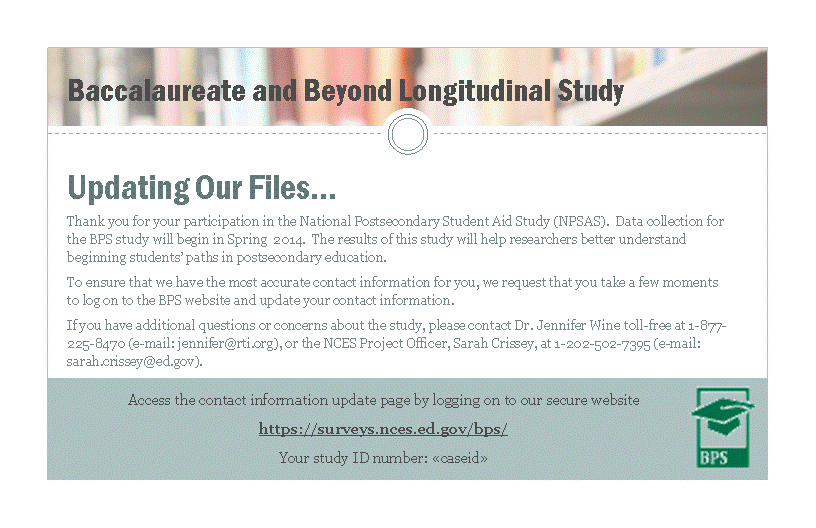 Baccalaureate and Beyond Longitudinal Study
Updating Our Files...
Thank you for your participation in the National Postsecondary Student Aid Study (NPSAS).  Data collection for
the BPS study will begin in Spring  2014.  The results of this study will help researchers better understand
beginning students' paths in postsecondary education.
To ensure that we have the most accurate contact information for you, we request that you take a few moments
to log on to the BPS website and update your contact information.
If you have additional questions or concerns about the study, please contact Dr. Jennifer Wine toll-free at 1-877-
225-8470 (e-mail: jennifer@rti.org), or the NCES Project Officer, Sarah Crissey, at 1-202-502-7395 (e-mail:
sarah.crissey@ed.gov).
Access the contact information update page by logging on to our secure website
https://surveys.nces.ed.gov/bps/
Your study ID number: «caseid»
BPS